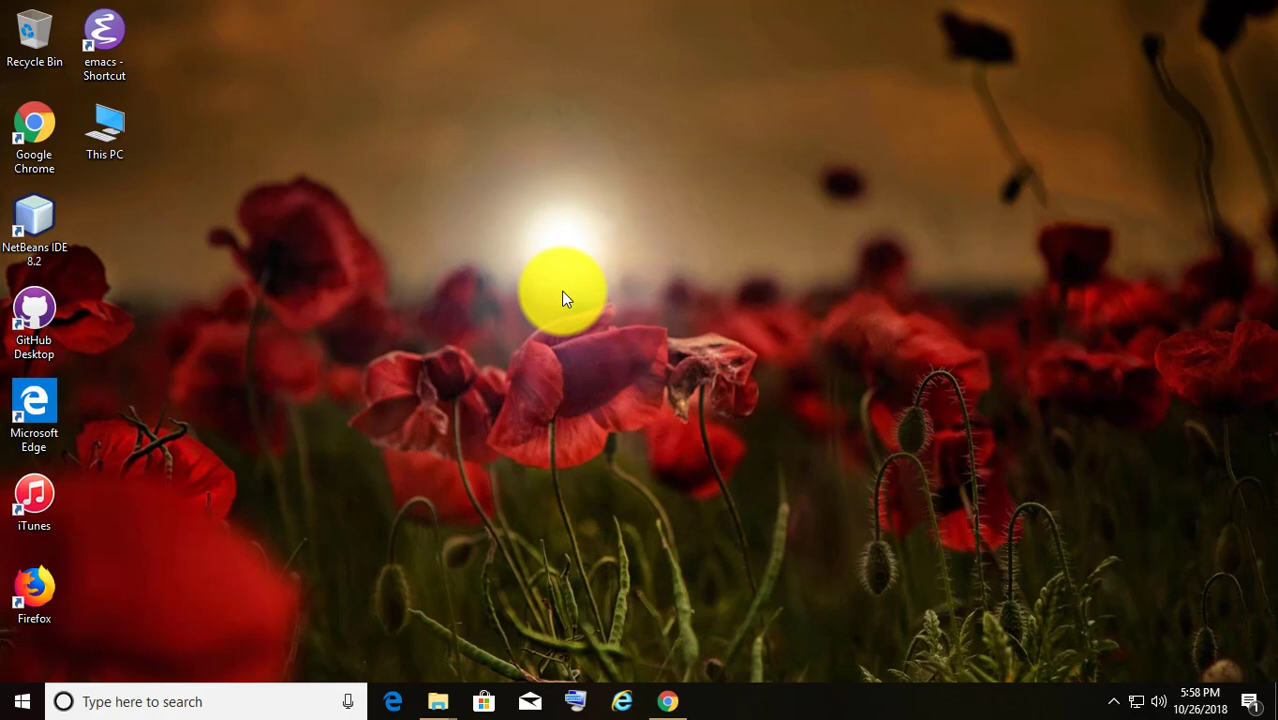 Recycle Bin
emacs -
Shortcut
Google
Chrome
This PC
NetBeans IDE
8.2
GitHub
Desktop
Microsoft
Edge
iTunes
Firefox
Type here to search
5:58 PM
10/26/2018
1